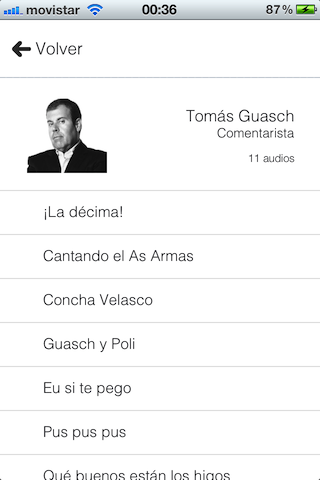 movistar 00:36 87%
Volver
Tomás Guasch
Comentarista
11 audios
¡La décima!
Cantando el As Armas
Concha Velasco
Guasch y Poli
Eu si te pego
Pus pus pus
Qué buenos están los higos